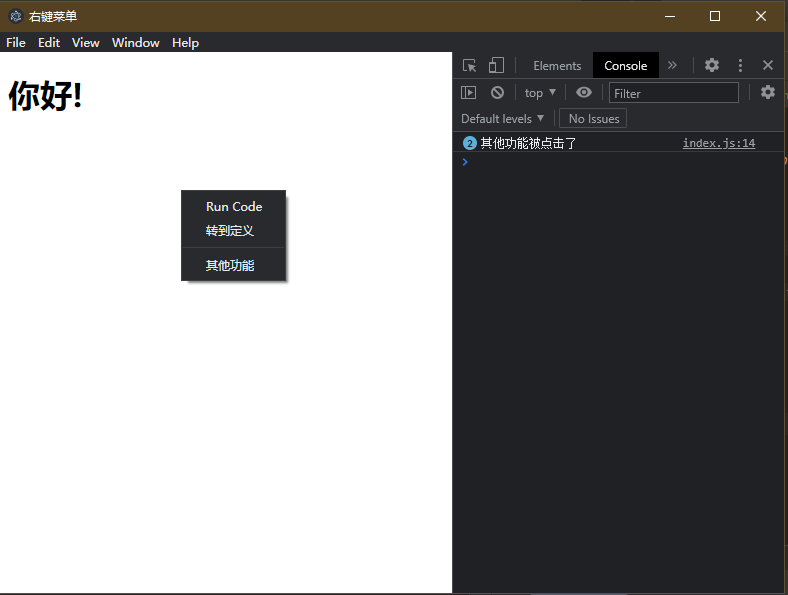 右键菜单
File Edit View Window Help
你好!
Run Code
转到定义
其他功能
Elements Console
top Filter
Default levels No Issues
2 其他功能被点击了 index.js:14